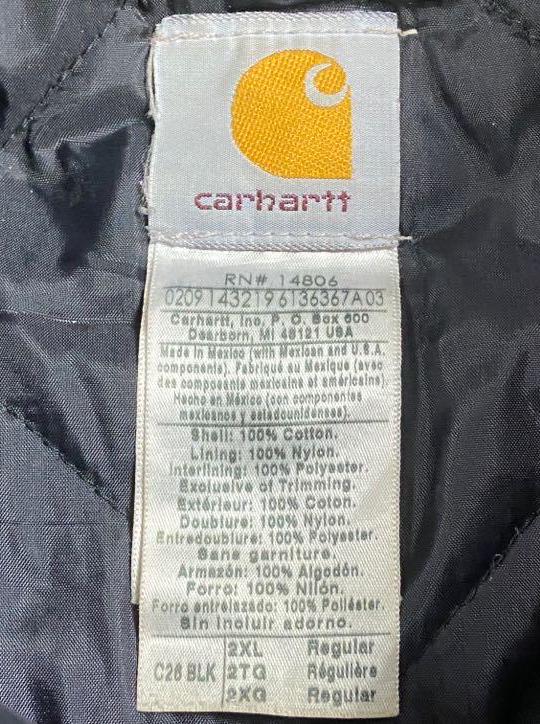 carhartt
RN# 14806
02091432196136367A03
Carhartt, Inc. P. O. Box 600
Dearborn, MI 48121 USA
Made in Mexico (with Mexican and U.S.A.
components). Fabriqué au Mexique (avec
des composants mexicains et américains).
Hecho en México (con componentes
mexicanos y estadounidenses).
Shell: 100% Cotton.
Lining: 100% Nylon.
Interlining: 100% Polyester.
Exclusive of Trimming.
Extérieur: 100% Coton.
Doublure: 100% Nylon.
Entredoublure: 100% Polyester.
Sans garniture.
Armazón: 100% Algodón.
Forro: 100% Nilón.
Forro entrelazado: 100% Poliéster.
Sin incluir adorno.
2XL Regular
C26 BLK 2TG Régulière
2XG Regular